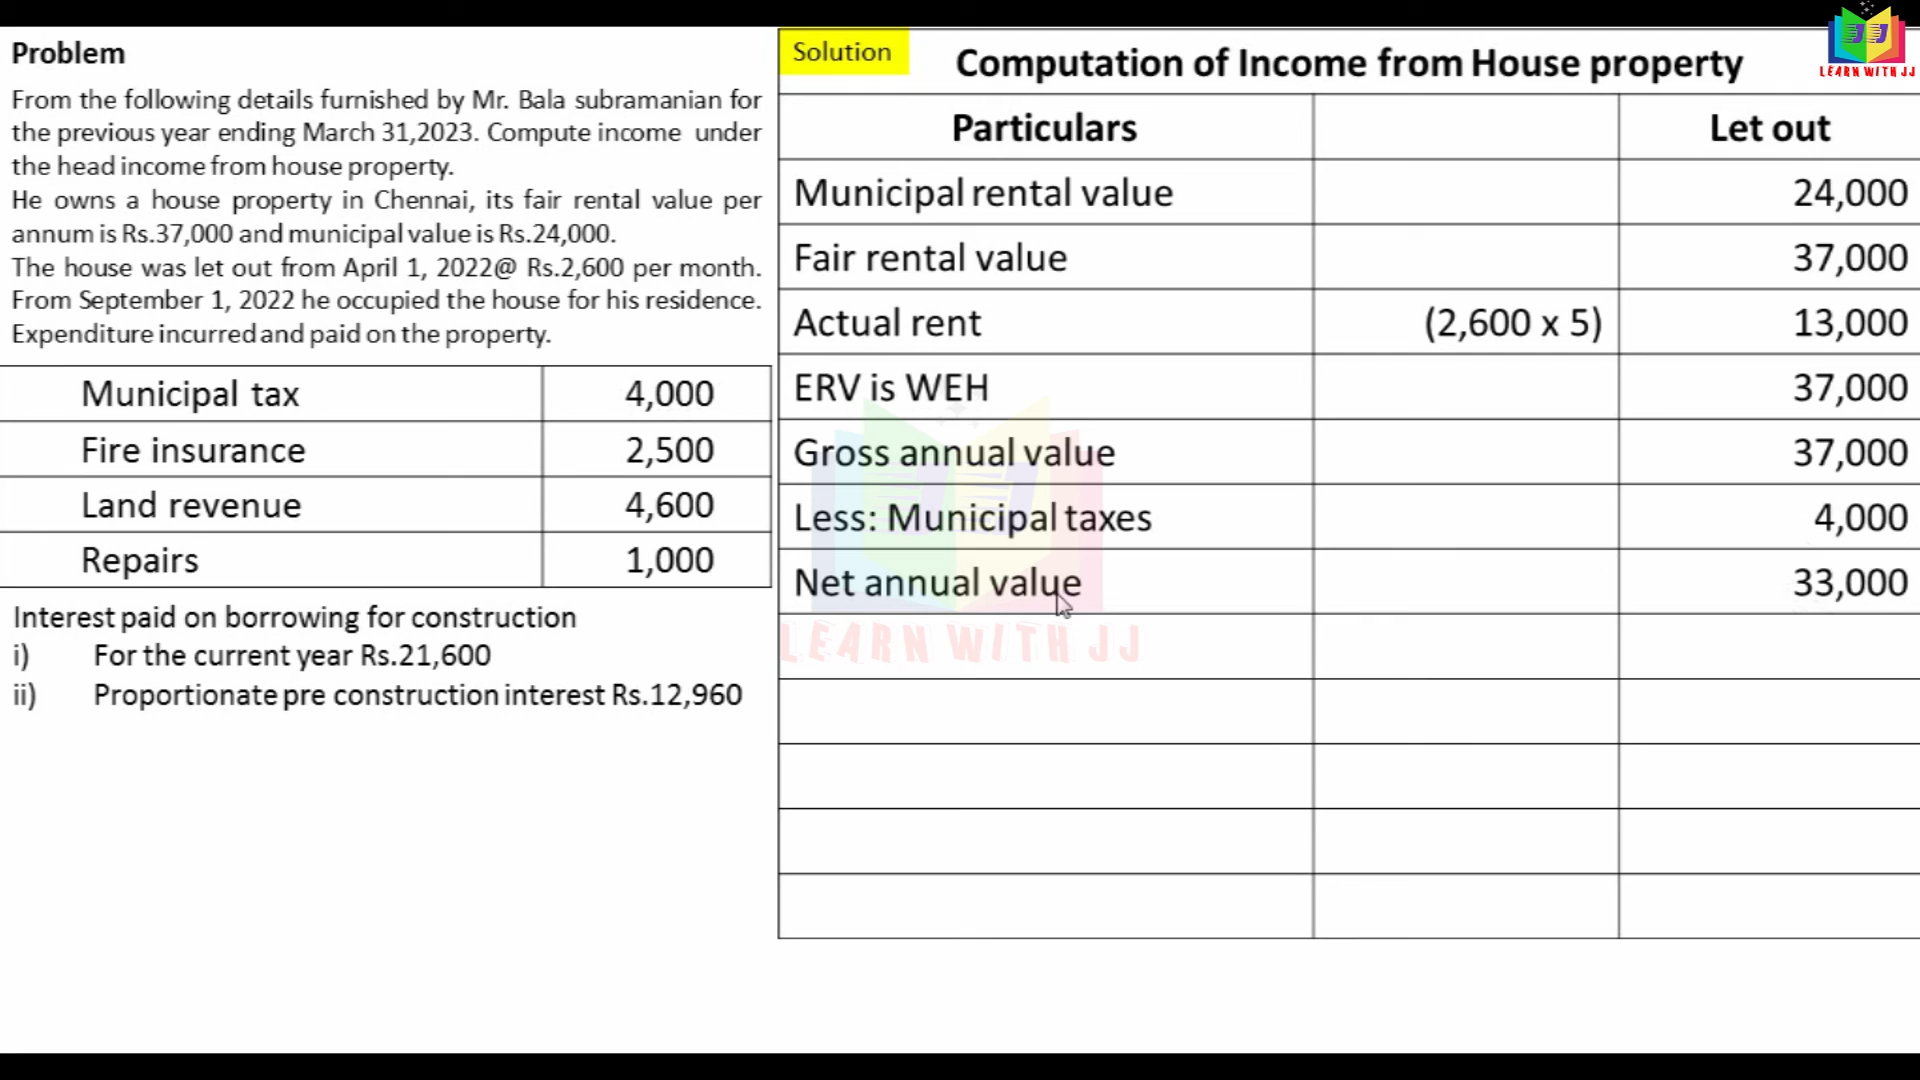 Problem
From the following details furnished by Mr. Bala subramanian for
the previous year ending March 31,2023. Compute income under
the head income from house property.
He owns a house property in Chennai, its fair rental value per
annum is Rs.37,000 and municipal value is Rs.24,000.
The house was let out from April 1, 2022@ Rs.2,600 per month.
From September 1, 2022 he occupied the house for his residence.
Expenditure incurred and paid on the property.
Municipal tax 4,000
Fire insurance 2,500
Land revenue 4,600
Repairs 1,000
Interest paid on borrowing for construction
i) For the current year Rs.21,600
ii) Proportionate pre construction interest Rs.12,960
Solution
Computation of Income from House property
Particulars Let out
Municipal rental value 24,000
Fair rental value 37,000
Actual rent (2,600 x 5) 13,000
ERV is WEH 37,000
Gross annual value 37,000
Less: Municipal taxes 4,000
Net annual value 33,000
LEARN WITH JJ
LEARN WITH JJ